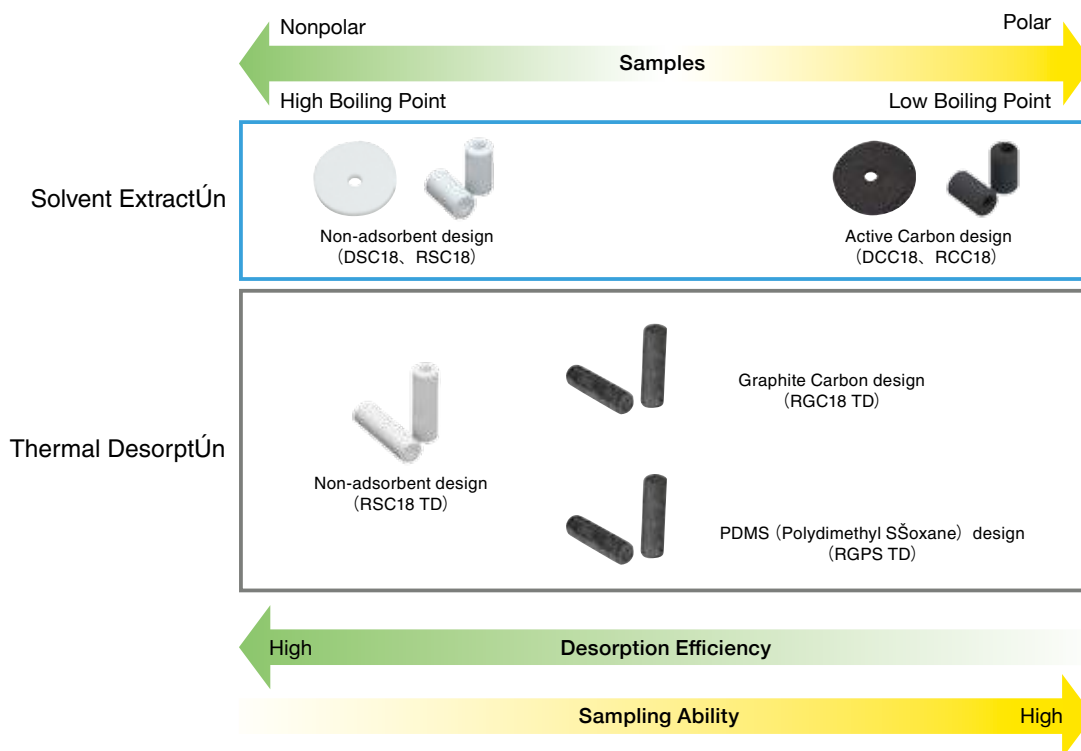 Nonpolar
Polar
Samples
High Boiling Point
Low Boiling Point
Solvent ExtractÚn
Non-adsorbent design
（DSC18、RSC18）
Active Carbon design
（DCC18、RCC18）
Thermal DesorptÚn
Non-adsorbent design
（RSC18 TD）
Graphite Carbon design
（RGC18 TD）
PDMS（Polydimethyl SŠoxane）design
（RGPS TD）
High
Desorption Efficiency
Sampling Ability
High